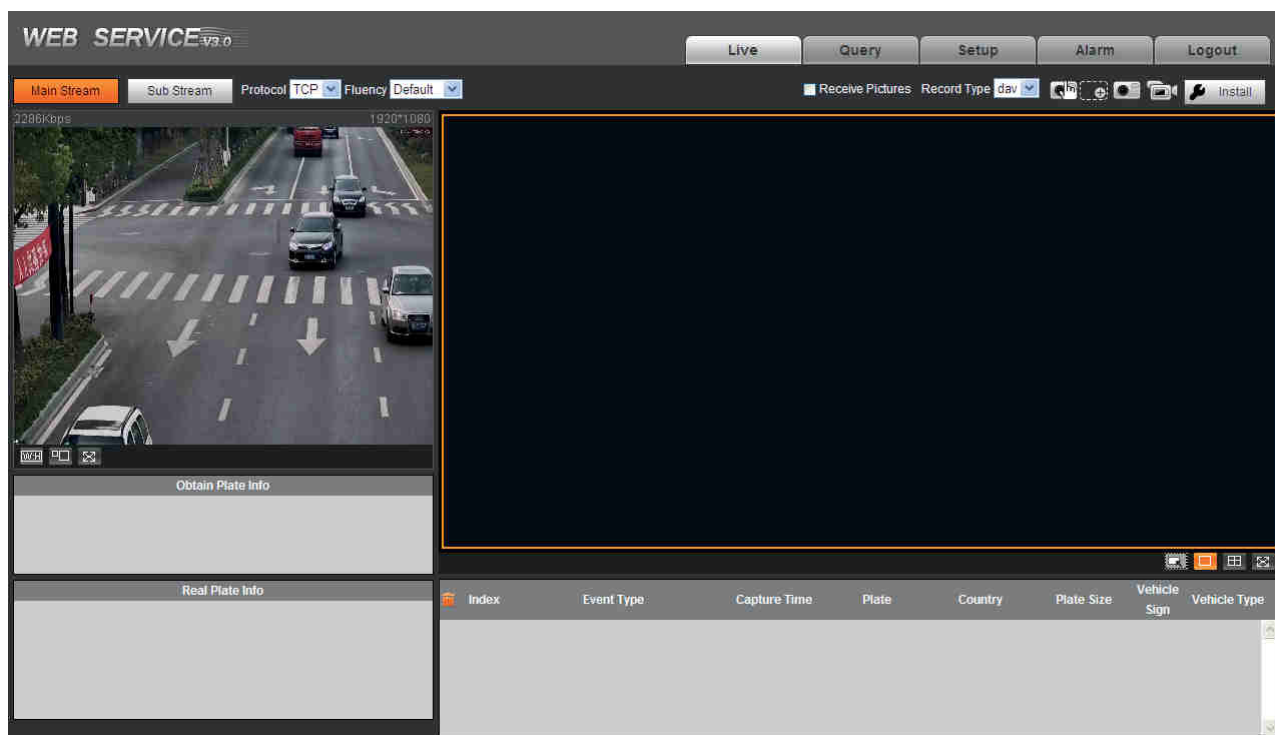 WEB SERVICE V3.0
Live
Query
Setup
Alarm
Logout
Main Stream
Sub Stream
Protocol TCP
Fluency Default
Receive Pictures
Record Type dav
Install
2286Kbps
1920*1080
W:H
Obtain Plate Info
Real Plate Info
Index
Event Type
Capture Time
Plate
Country
Plate Size
Vehicle Sign
Vehicle Type